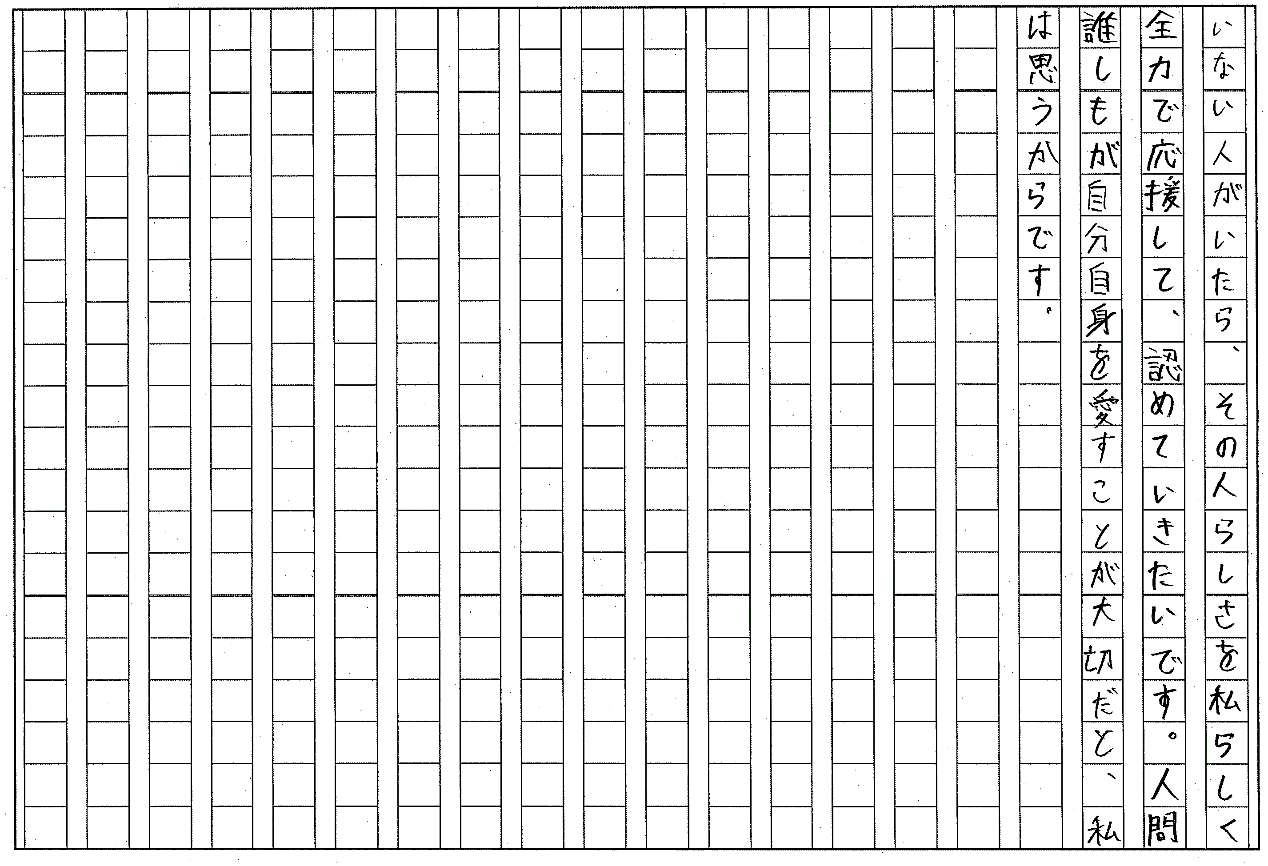 いない人がいたら、その人らしさを私らしく
全力で応援して、認めていきたいです。人間
誰しもが自分自身を愛すことが大切だと、私
は思うからです。